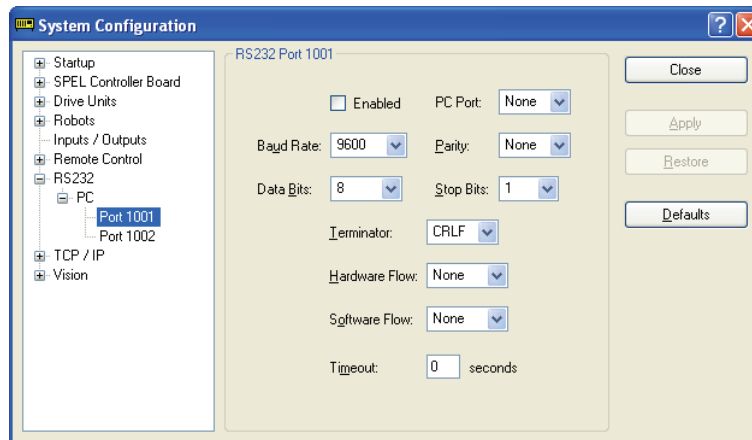 System Configuration
Startup
SPEL Controller Board
Drive Units
Robots
Inputs / Outputs
Remote Control
RS232
PC
Port 1001
Port 1002
TCP / IP
Vision
RS232 Port 1001
Enabled PC Port: None
Baud Rate: 9600 Parity: None
Data Bits: 8 Stop Bits: 1
Terminator: CRLF
Hardware Flow: None
Software Flow: None
Timeout: 0 seconds
Close
Apply
Restore
Defaults